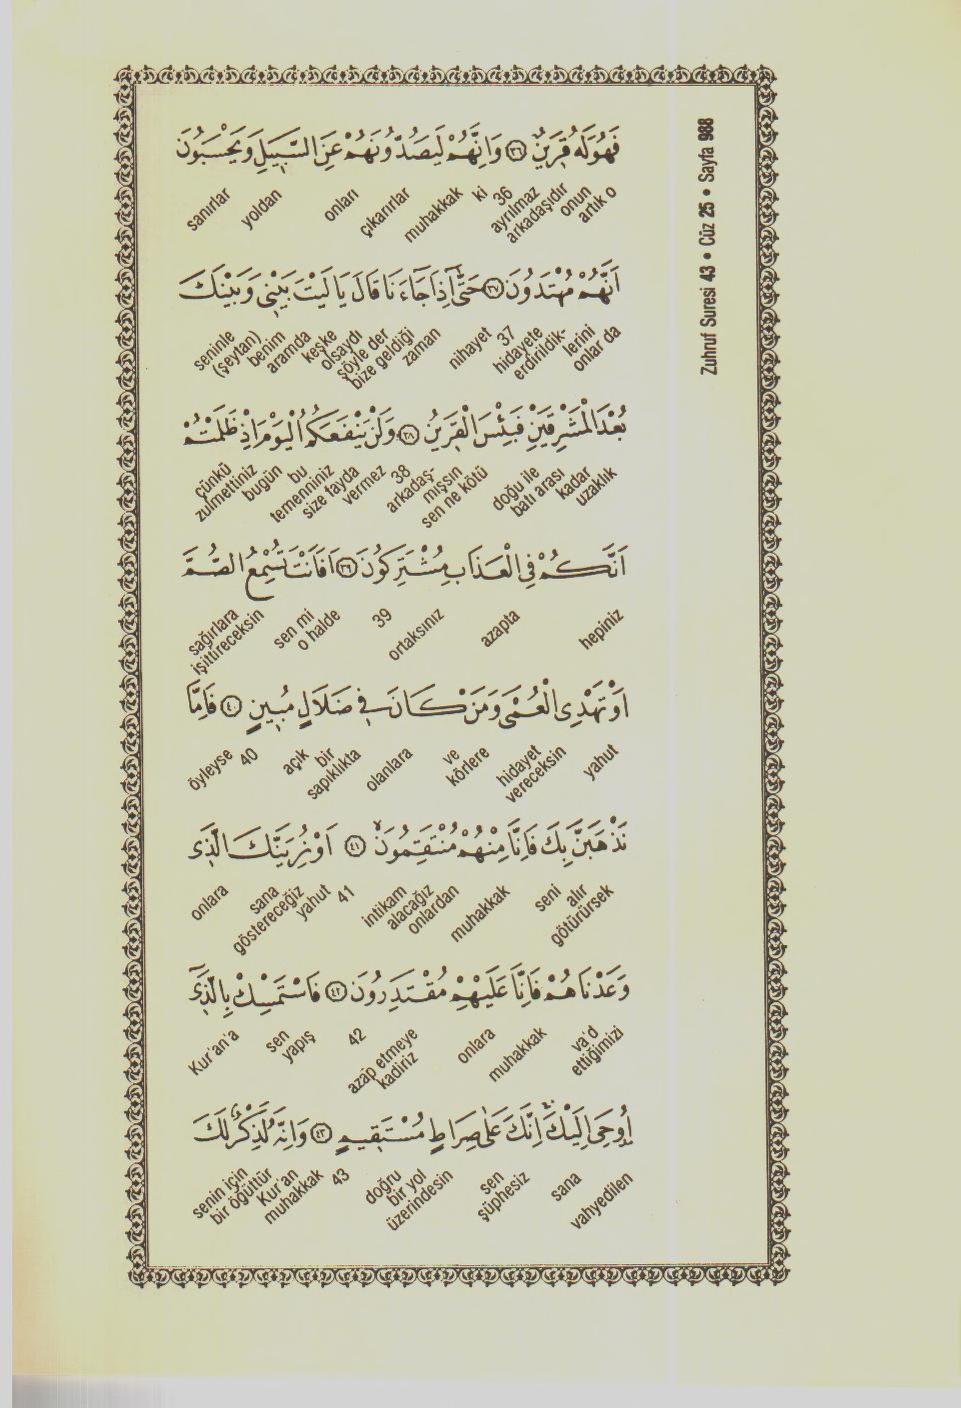 Zuhruf Suresi 43 • Cüz 25 • Sayfa 988
فَهُوَ لَهُ قَرِينٌ ﴿٣٦﴾ وَاِنَّهُمْ لَيَصُدُّونَهُمْ عَنِ السَّبِيلِ وَيَحْسَبُونَ
artık o onun ayrılmaz arkadaşıdır 36 ki muhakkak çıkarırlar onları yoldan sanırlar
اَنَّهُمْ مُهْتَدُونَ ﴿٣٧﴾ حَتّٰٓى اِذَا جَٓاءَنَا قَالَ يَا لَيْتَ بَيْنِي وَبَيْنَكَ
onlar da hidayete erdirildik- lerini 37 nihayet zaman bize geldiği şöyle der olsaydı keşke aramda benim (şeytan) seninle
بُعْدَ الْمَشْرِقَيْنِ فَبِئْسَ الْقَرِينُ ﴿٣٨﴾ وَلَنْ يَنْفَعَكُمُ الْيَوْمَ اِذْ ظَلَمْتُمْ
uzaklık kadar doğu ile batı arası sen ne kötü arkadaş- mışsın 38 vermez size fayda temenniniz bu bugün zulmettiniz çünkü
اَنَّكُمْ فِي الْعَذَابِ مُشْتَرِكُونَ ﴿٣٩﴾ اَفَاَنْتَ تُسْمِعُ الصُّمَّ
hepiniz azapta ortaksınız 39 o halde sen mi işittireceksin sağırlara
اَوْ تَهْدِي الْعُمْيَ وَمَنْ كَانَ فِي ضَلَالٍ مُبِينٍ ﴿٤٠﴾ فَاِمَّا
yahut hidayet vereceksin körlere ve olanlara bir sapıklıkta açık 40 öyleyse
نَذْهَبَنَّ بِكَ فَاِنَّا مِنْهُمْ مُنْتَقِمُونَ ﴿٤١﴾ اَوْ نُرِيَنَّكَ الَّذِي
alır götürürsek seni muhakkak onlardan intikam alacağız 41 yahut sana göstereceğiz onlara
وَعَدْنَاهُمْ فَاِنَّا عَلَيْهِمْ مُقْتَدِرُونَ ﴿٤٢﴾ فَاسْتَمْسِكْ بِالَّذِٓي
va'd ettiğimizi muhakkak onlara azap etmeye kadiriz 42 sen yapış Kur'an'a
اُوحِيَ اِلَيْكَ اِنَّكَ عَلٰى صِرَاطٍ مُسْتَقِيمٍ ﴿٤٣﴾ وَاِنَّهُ لَذِكْرٌ لَكَ
vahyedilen sana şüphesiz sen doğru bir yol üzerindesin 43 muhakkak Kur'an bir öğüttür senin için